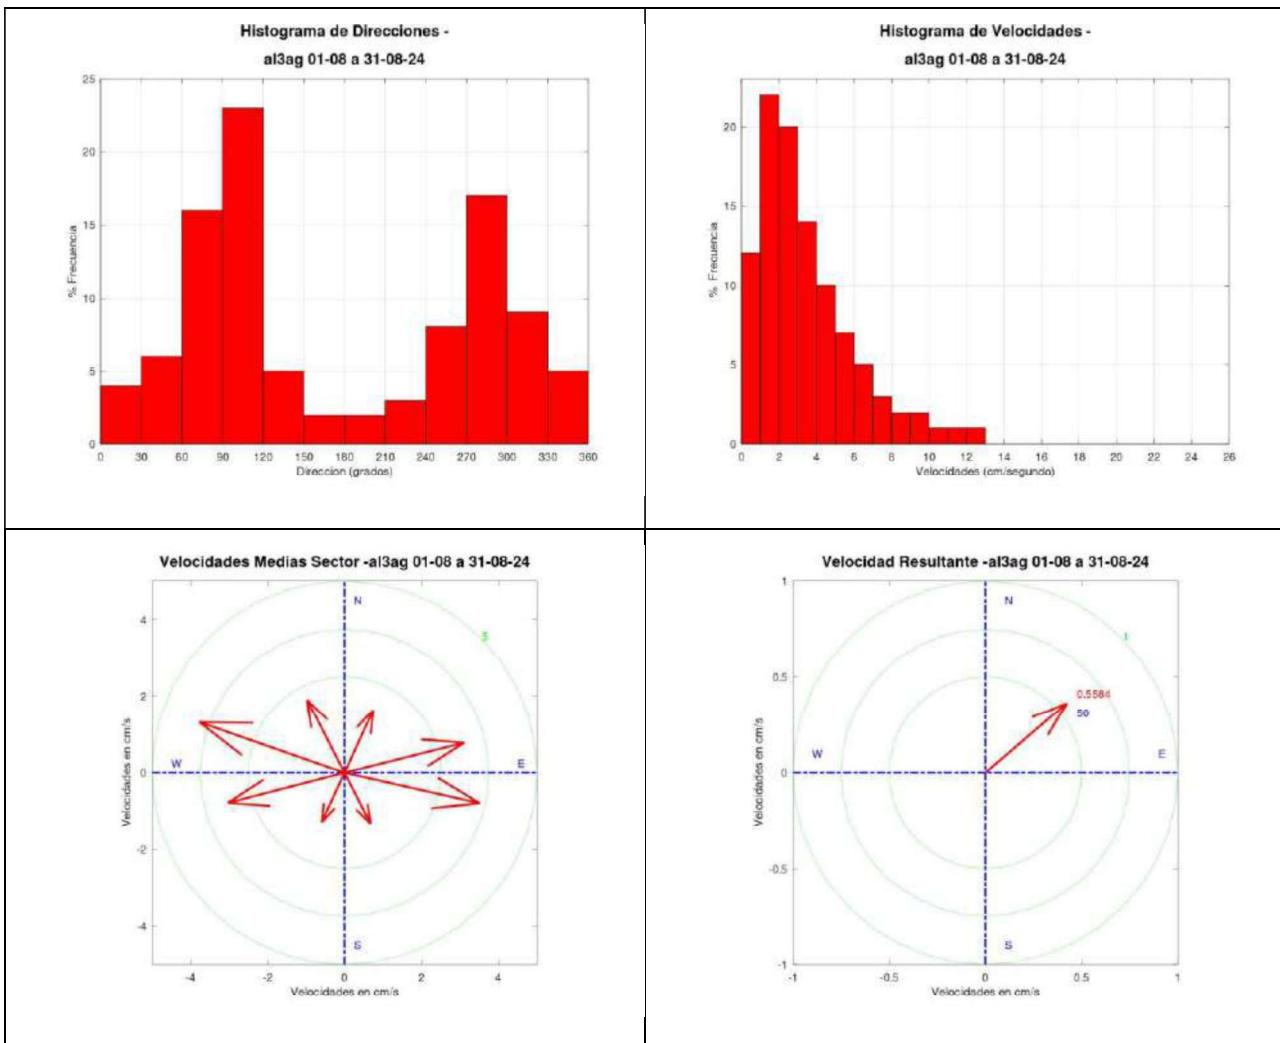 Histograma de Direcciones -
al3ag 01-08 a 31-08-24
25
20
15
10
5
0
% Frecuencia
0 30 60 90 120 150 180 210 240 270 300 330 360
Direccion (grados)
Histograma de Velocidades -
al3ag 01-08 a 31-08-24
20
15
10
5
0
% Frecuencia
0 2 4 6 8 10 12 14 16 18 20 22 24 26
Velocidades (cm/segundo)
Velocidades Medias Sector -al3ag 01-08 a 31-08-24
4
2
0
-2
-4
Velocidades en cm/s
N
5
W
E
S
-4 -2 0 2 4
Velocidades en cm/s
Velocidad Resultante -al3ag 01-08 a 31-08-24
1
0.5
0
-0.5
-1
Velocidades en cm/s
N
1
0.5584
50
W
E
S
-1 -0.5 0 0.5 1
Velocidades en cm/s